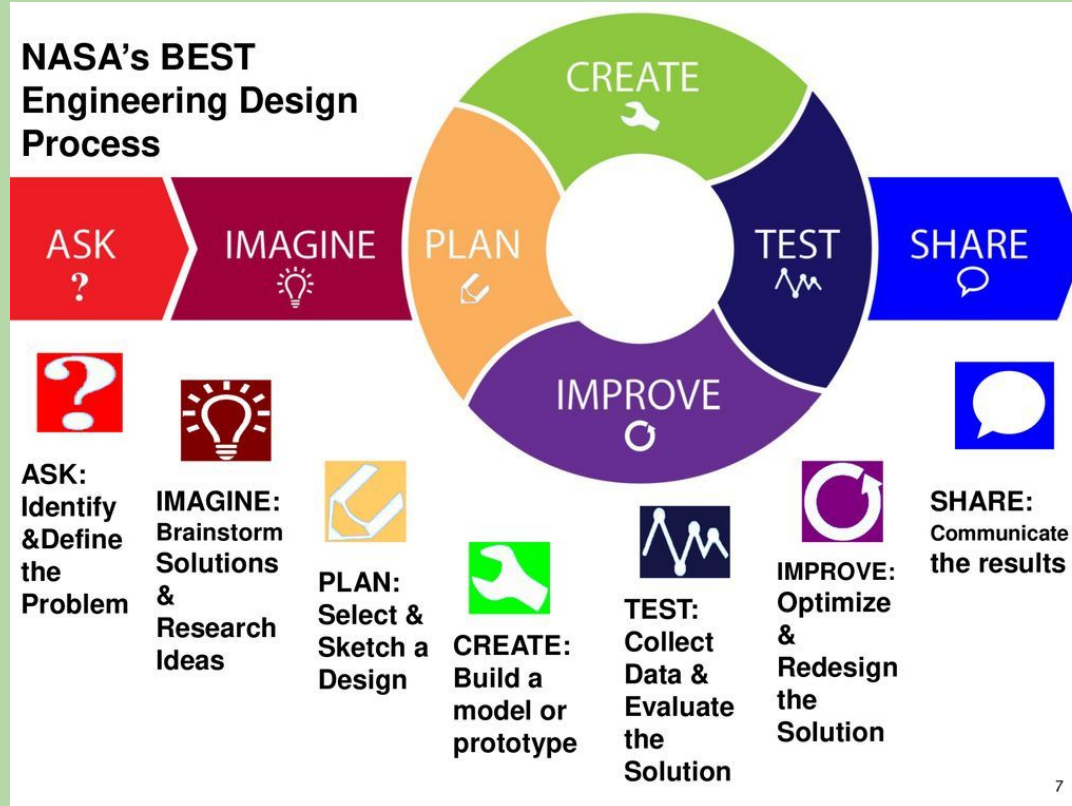 NASA's BEST
Engineering Design
Process
ASK
?
IMAGINE
PLAN
CREATE
TEST
IMPROVE
SHARE
?
ASK:
Identify
&Define
the
Problem
IMAGINE:
Brainstorm
Solutions
&
Research
Ideas
PLAN:
Select &
Sketch a
Design
CREATE:
Build a
model or
prototype
TEST:
Collect
Data &
Evaluate
the
Solution
IMPROVE:
Optimize
&
Redesign
the
Solution
SHARE:
Communicate
the results
7